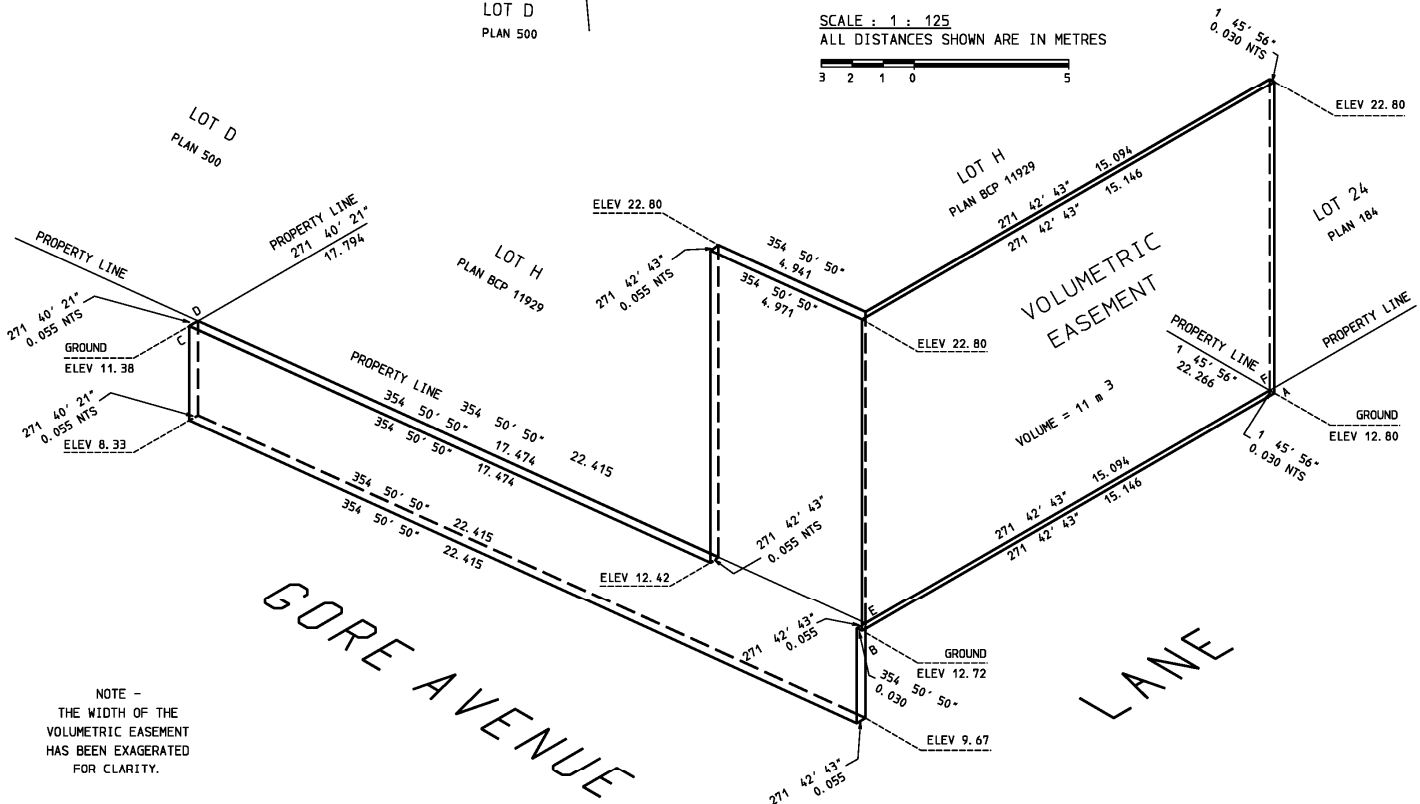 LOT D
PLAN 500
SCALE : 1 : 125
ALL DISTANCES SHOWN ARE IN METRES
3 2 1 0 5
1 45' 56"
0.030 NTS
ELEV 22.80
LOT D
PLAN 500
LOT H
PLAN BCP 11929
271 42' 43" 15.094
271 42' 43" 15.146
LOT 24
PLAN 184
PROPERTY LINE
PROPERTY LINE
271 40' 21"
17.794
ELEV 22.80
LOT H
PLAN BCP 11929
271 42' 43"
0.055 NTS
354 50' 50"
4.941
354 50' 50"
4.971
VOLUMETRIC
EASEMENT
271 40' 21"
0.055 NTS
D
C
GROUND
ELEV 11.38
ELEV 22.80
PROPERTY LINE
1 45' 56"
22.266
PROPERTY LINE
F
A
GROUND
ELEV 12.80
VOLUME = 11 m 3
1 45' 56"
0.030 NTS
271 40' 21"
0.055 NTS
ELEV 8.33
PROPERTY LINE 354 50' 50" 22.415
354 50' 50" 17.474
354 50' 50" 17.474
354 50' 50" 22.415
354 50' 50" 22.415
271 42' 43"
0.055 NTS
ELEV 12.42
271 42' 43" 15.094
271 42' 43" 15.146
E
B
271 42' 43"
0.055
GROUND
ELEV 12.72
354 50' 50"
0.030
GORE AVENUE
LANE
ELEV 9.67
271 42' 43"
0.055
NOTE -
THE WIDTH OF THE
VOLUMETRIC EASEMENT
HAS BEEN EXAGERATED
FOR CLARITY.